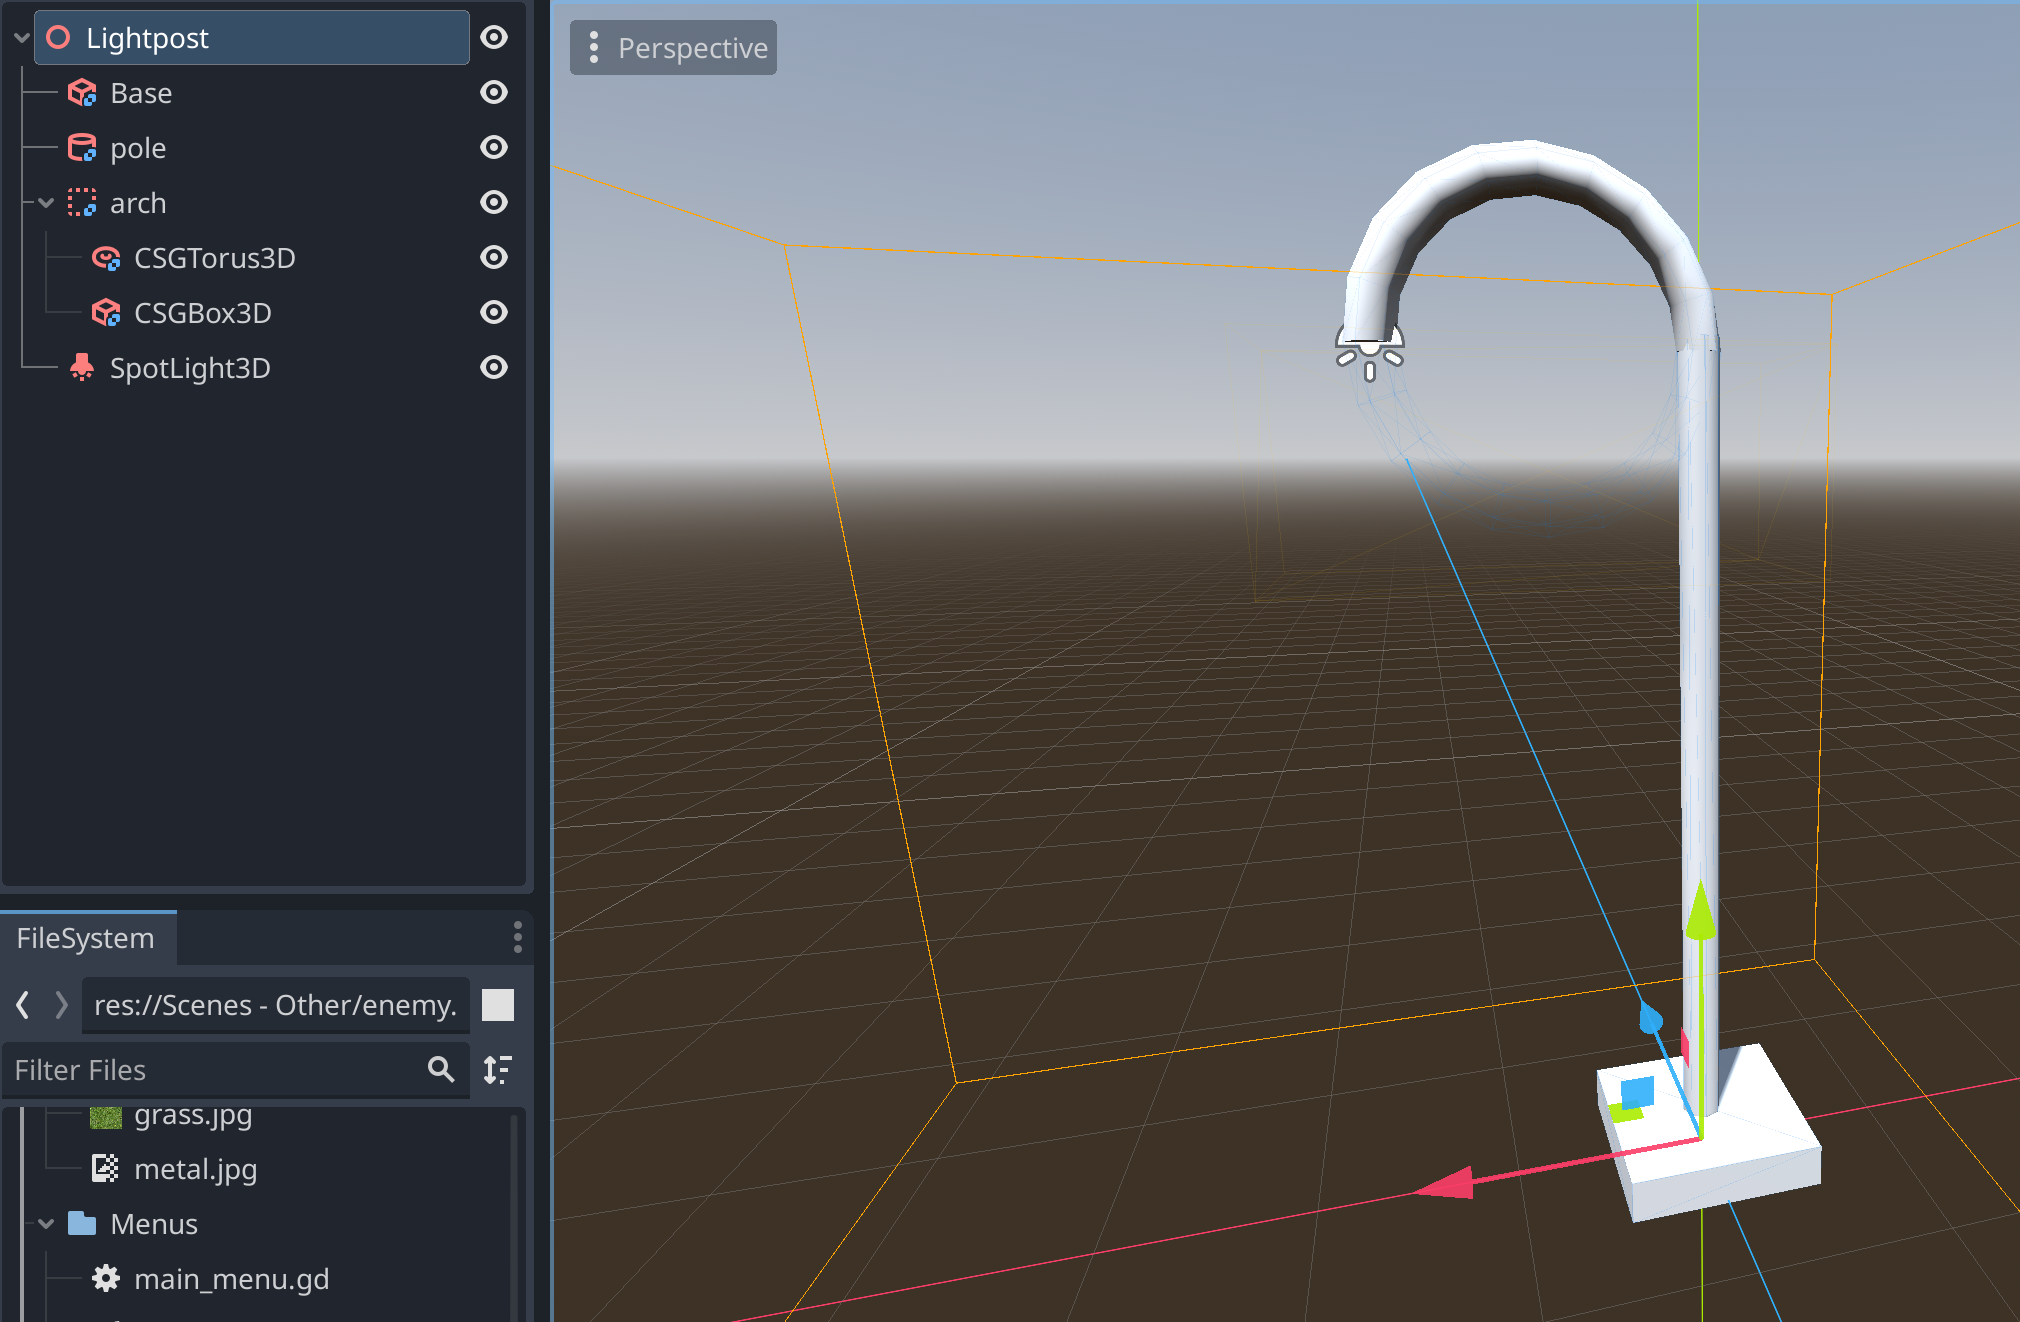 Lightpost
Base
pole
arch
CSGTorus3D
CSGBox3D
SpotLight3D
FileSystem
res://Scenes - Other/enemy.
Filter Files
grass.jpg
metal.jpg
Menus
main_menu.gd
Perspective